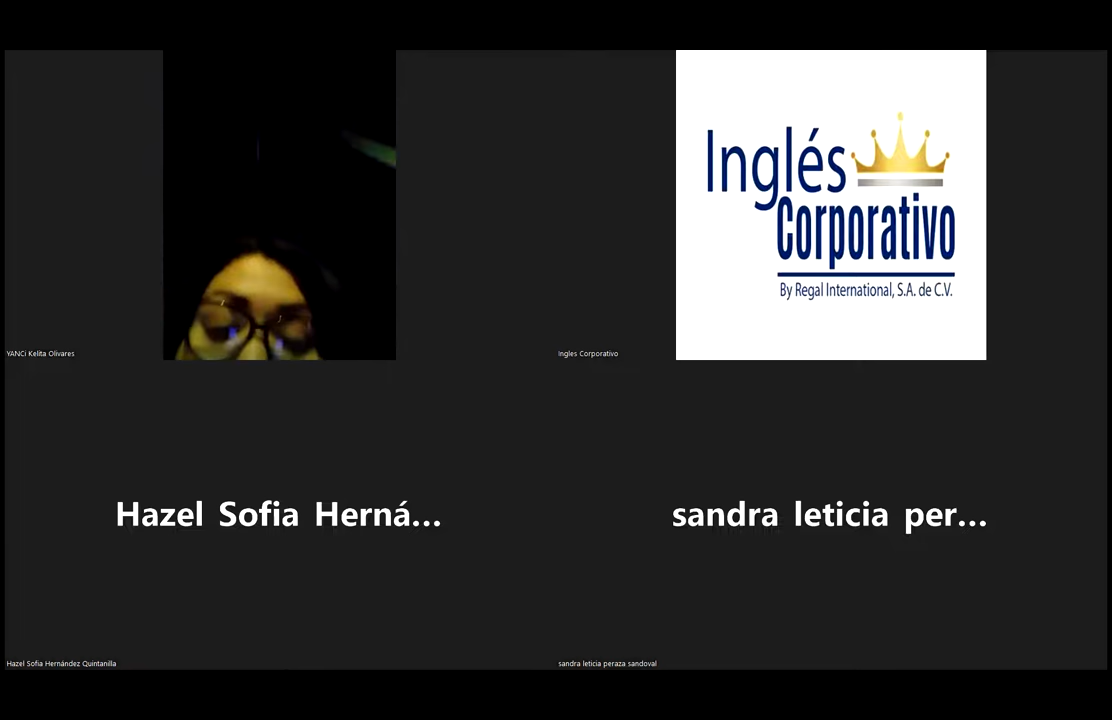 Inglés
Corporativo
By Regal International, S.A. de C.V.
YANCi Kelita Olivares
Ingles Corporativo
Hazel Sofia Herná...
sandra leticia per...
Hazel Sofia Hernández Quintanilla
sandra leticia peraza sandoval